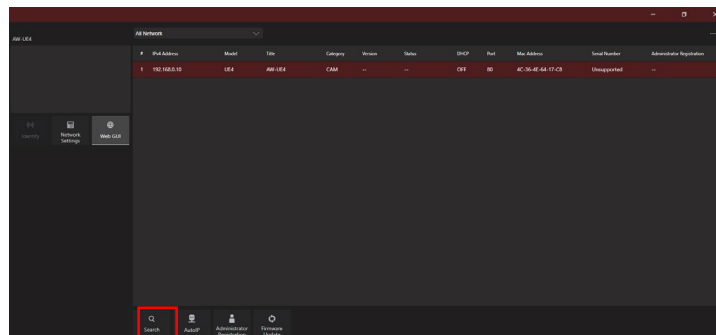 AW-UE4
All Network
# IPv4 Address Model Title Category Version Status DHCP Port Mac Address Serial Number Administrator Registration
1 192.168.0.10 UE4 AW-UE4 CAM -- -- OFF 80 4C-36-4E-64-17-C8 Unsupported --
Identify
Network Settings
Web GUI
Search
AutoIP
Administrator Registration
Firmware Update